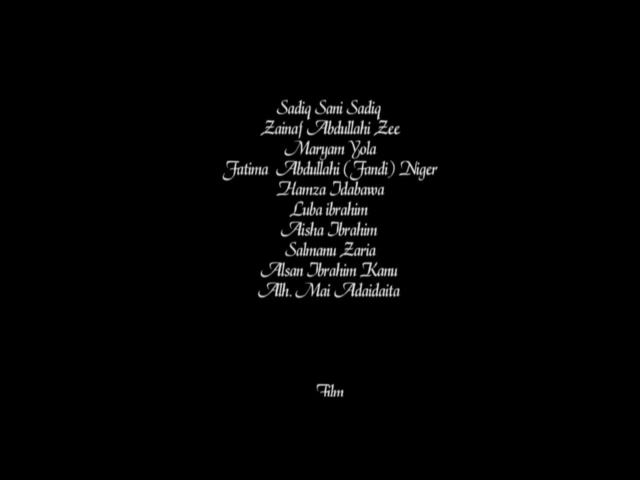 Sadiq Sani Sadiq
Zainaf Abdullahi Zee
Maryam Yola
Fatima Abdullahi (Fandi) Niger
Hamza Idabawa
Luba ibrahim
Aisha Ibrahim
Salmanu Zaria
Alsan Ibrahim Kanu
Alh. Mai Adaidaita
Film